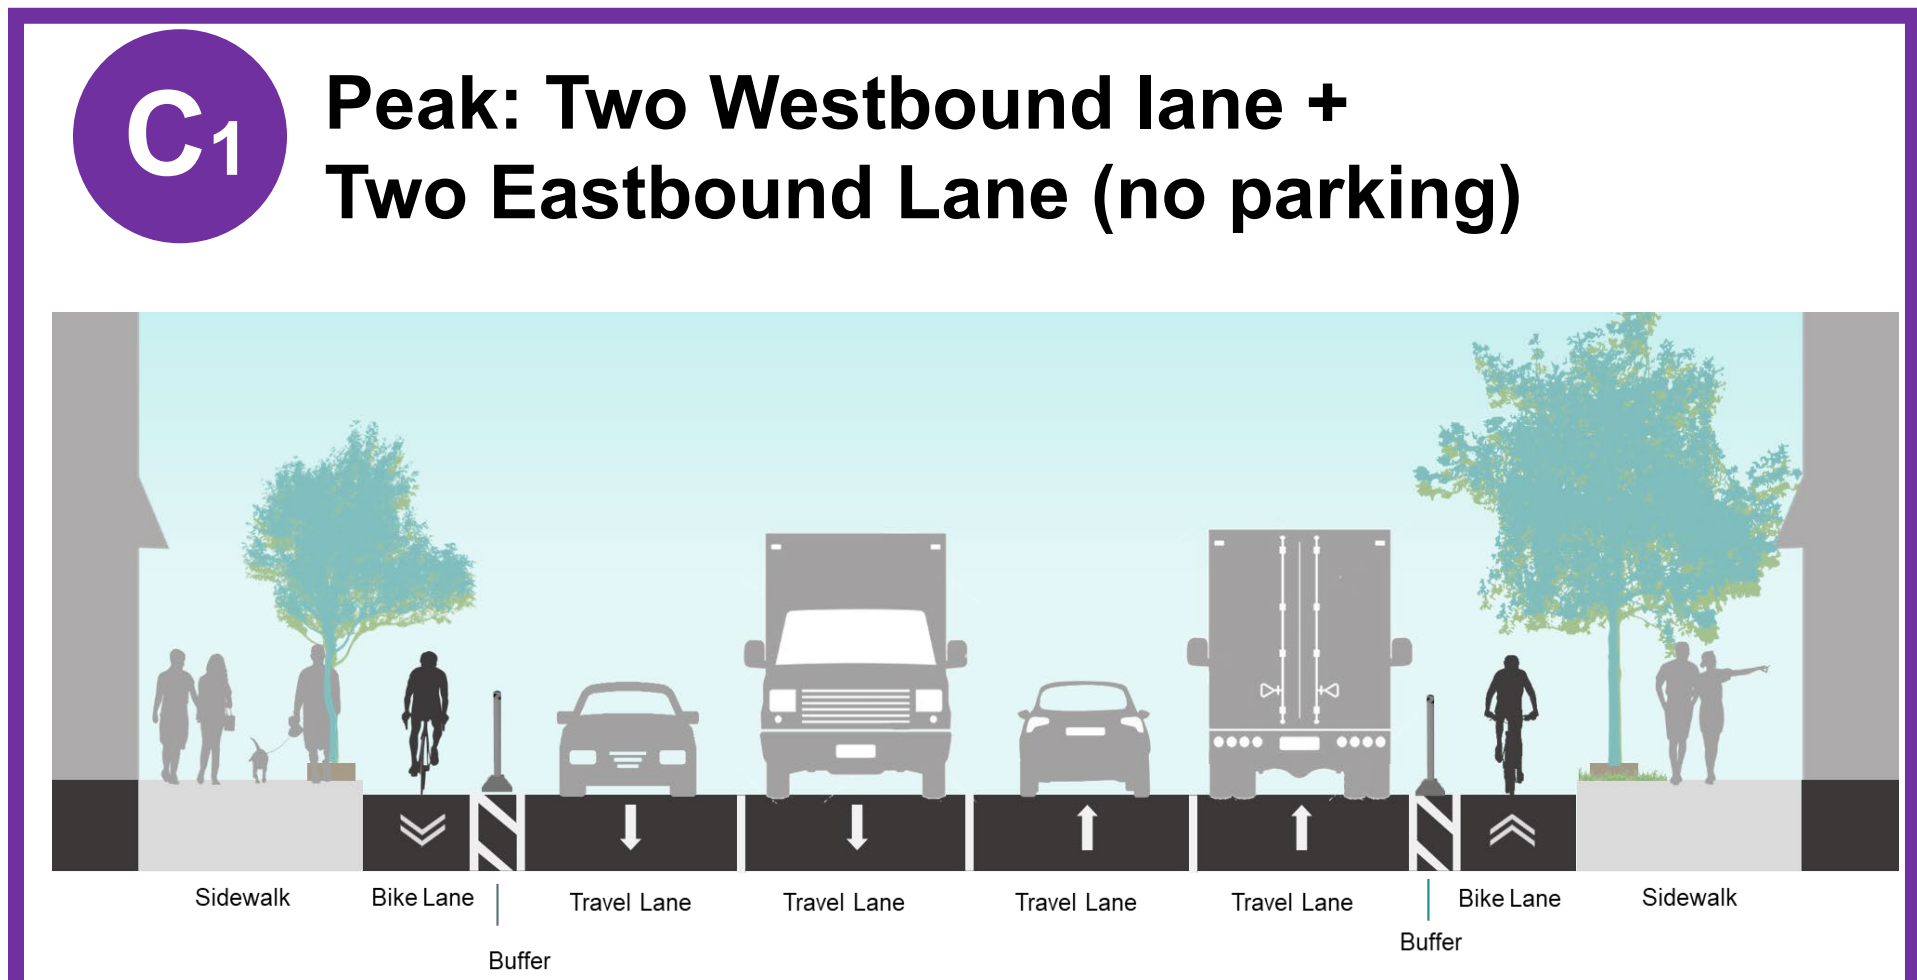 C1
Peak: Two Westbound lane +
Two Eastbound Lane (no parking)
Sidewalk
Bike Lane
Buffer
Travel Lane
Travel Lane
Travel Lane
Travel Lane
Buffer
Bike Lane
Sidewalk